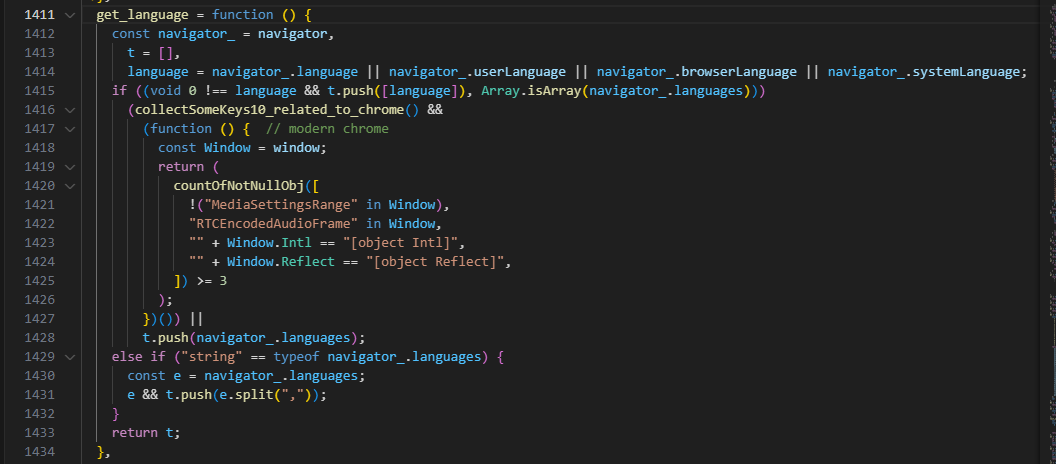 1411 get_language = function () {
1412 const navigator_ = navigator,
1413 t = [],
1414 language = navigator_.language || navigator_.userLanguage || navigator_.browserLanguage || navigator_.systemLanguage;
1415 if ((void 0 !== language && t.push([language]), Array.isArray(navigator_.languages)))
1416 (collectSomeKeys10_related_to_chrome() &&
1417 (function () { // modern chrome
1418 const Window = window;
1419 return (
1420 countOfNotNullObj([
1421 !("MediaSettingsRange" in Window),
1422 "RTCEncodedAudioFrame" in Window,
1423 "" + Window.Intl == "[object Intl]",
1424 "" + Window.Reflect == "[object Reflect]",
1425 ]) >= 3
1426 );
1427 })()) ||
1428 t.push(navigator_.languages);
1429 else if ("string" == typeof navigator_.languages) {
1430 const e = navigator_.languages;
1431 e && t.push(e.split(","));
1432 }
1433 return t;
1434 },